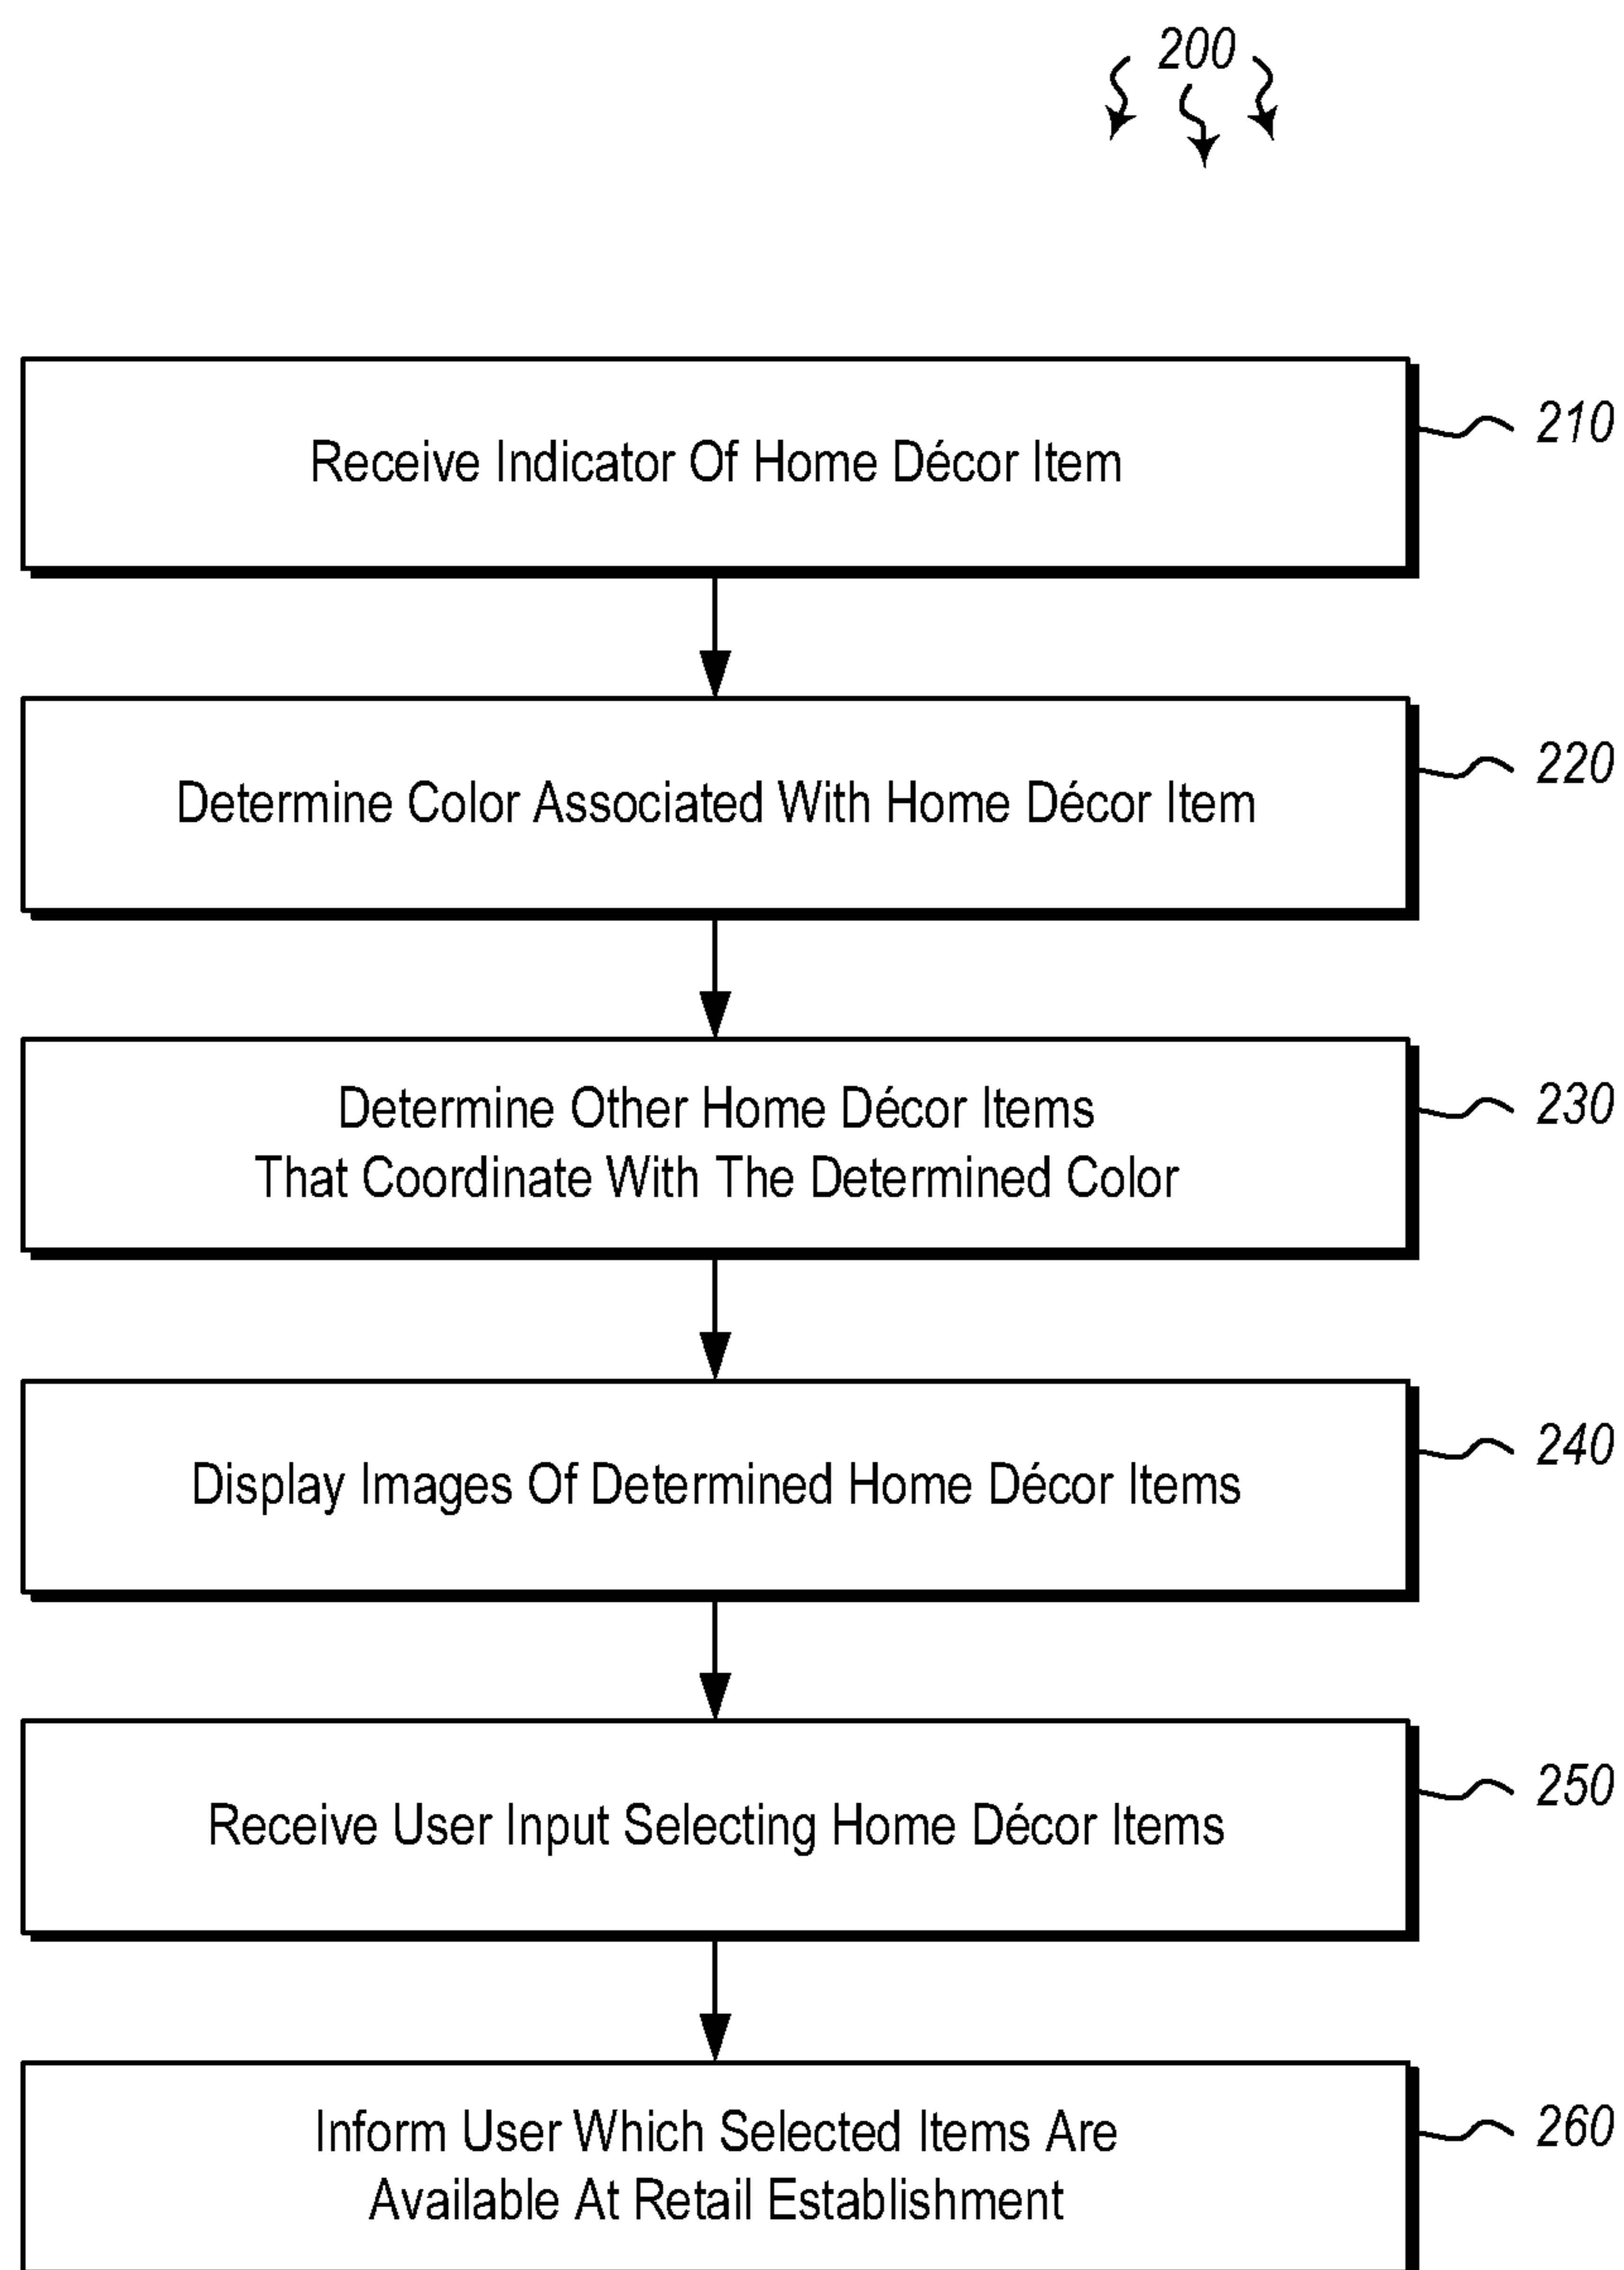 200
Receive Indicator Of Home Décor Item
210
Determine Color Associated With Home Décor Item
220
Determine Other Home Décor Items
That Coordinate With The Determined Color
230
Display Images Of Determined Home Décor Items
240
Receive User Input Selecting Home Décor Items
250
Inform User Which Selected Items Are
Available At Retail Establishment
260